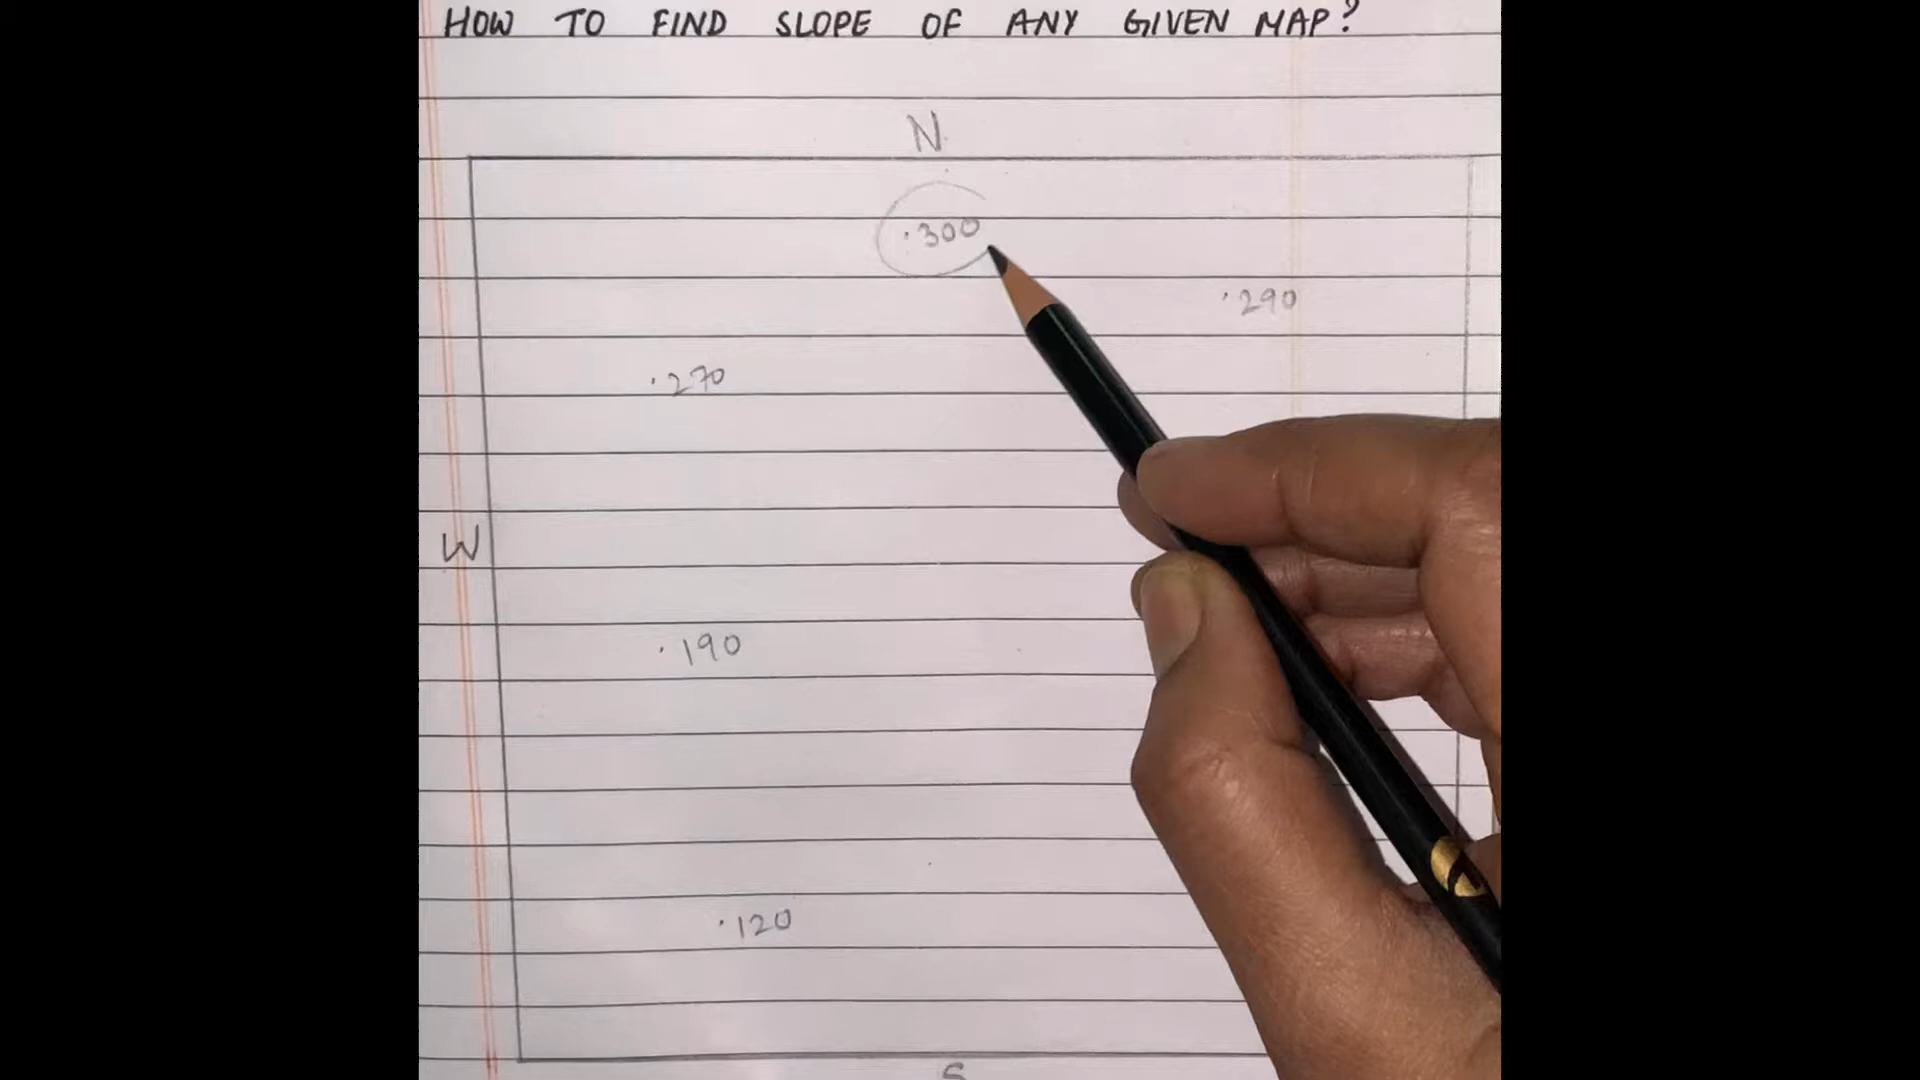 HOW TO FIND SLOPE OF ANY GIVEN MAP?
N
.300
.290
.270
W
.190
.120
S